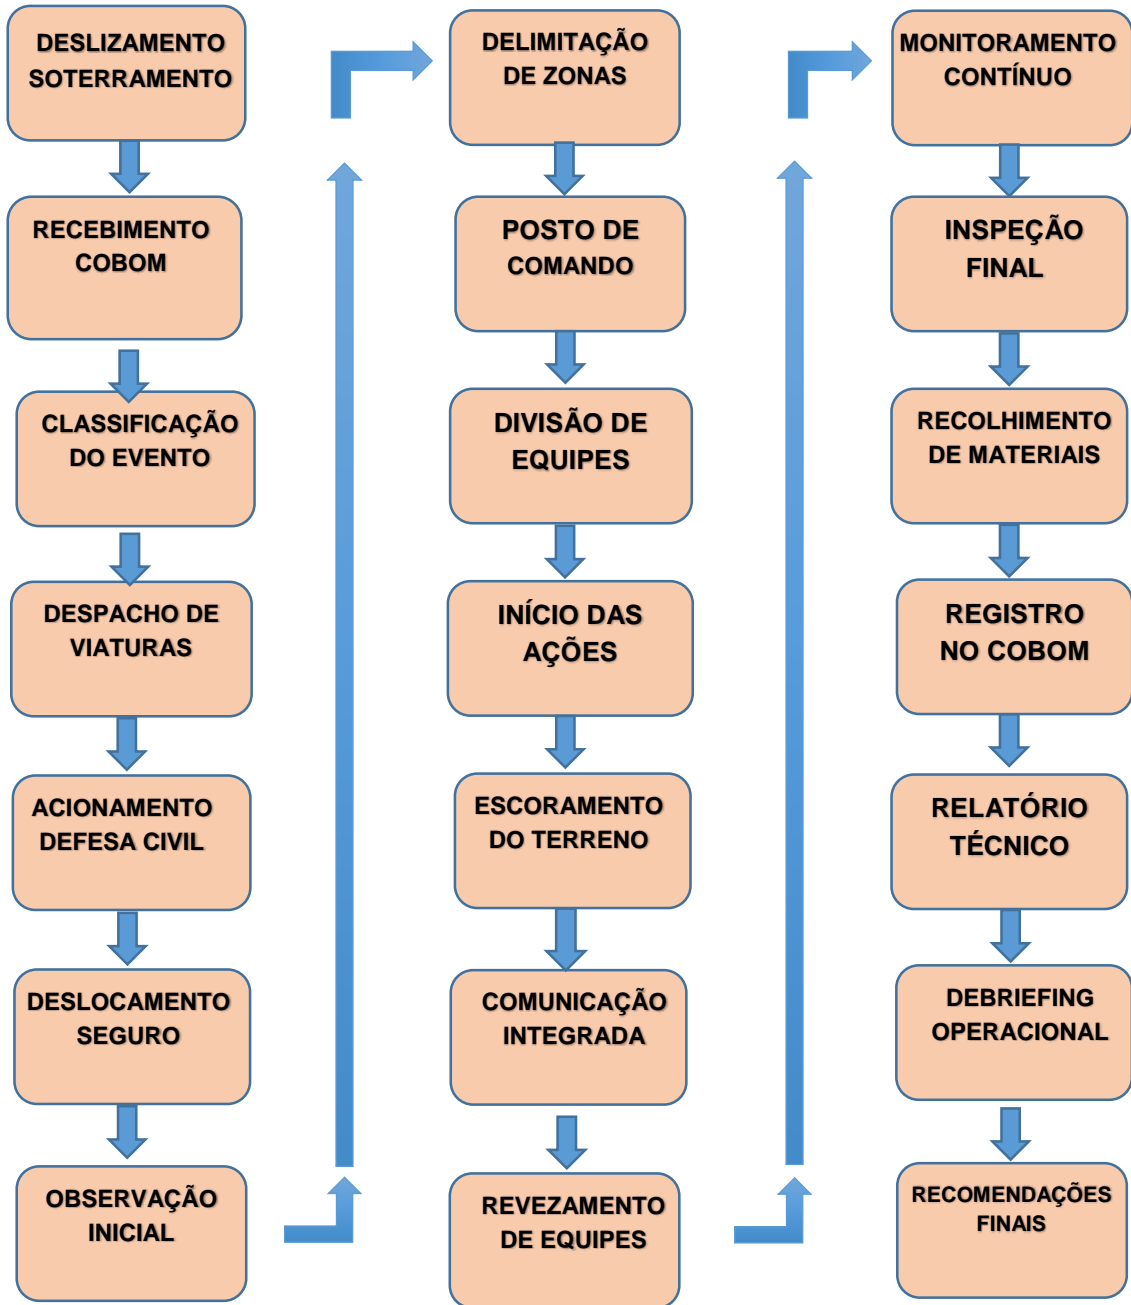 DESLIZAMENTO
SOTERRAMENTO
RECEBIMENTO
COBOM
CLASSIFICAÇÃO
DO EVENTO
DESPACHO DE
VIATURAS
ACIONAMENTO
DEFESA CIVIL
DESLOCAMENTO
SEGURO
OBSERVAÇÃO
INICIAL
DELIMITAÇÃO
DE ZONAS
POSTO DE
COMANDO
DIVISÃO DE
EQUIPES
INÍCIO DAS
AÇÕES
ESCORAMENTO
DO TERRENO
COMUNICAÇÃO
INTEGRADA
REVEZAMENTO
DE EQUIPES
MONITORAMENTO
CONTÍNUO
INSPEÇÃO
FINAL
RECOLHIMENTO
DE MATERIAIS
REGISTRO
NO COBOM
RELATÓRIO
TÉCNICO
DEBRIEFING
OPERACIONAL
RECOMENDAÇÕES
FINAIS